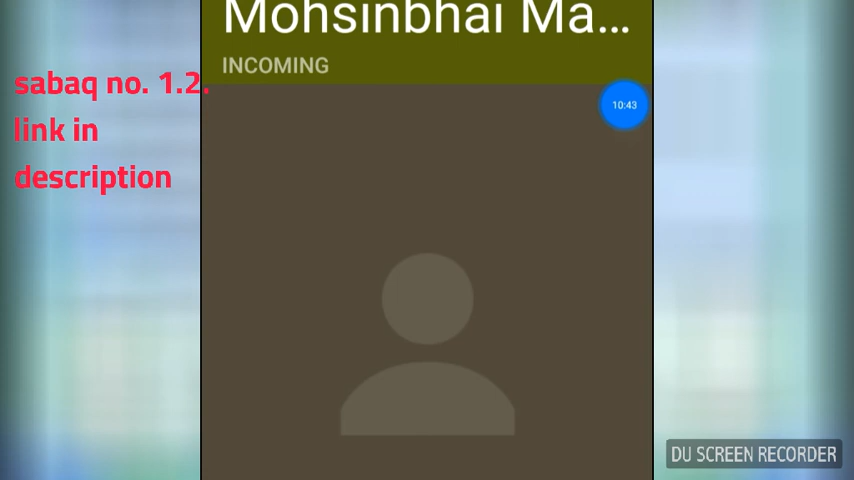 Mohsinbhai Ma...
INCOMING
10:43
sabaq no. 1.2.
link in
description
DU SCREEN RECORDER